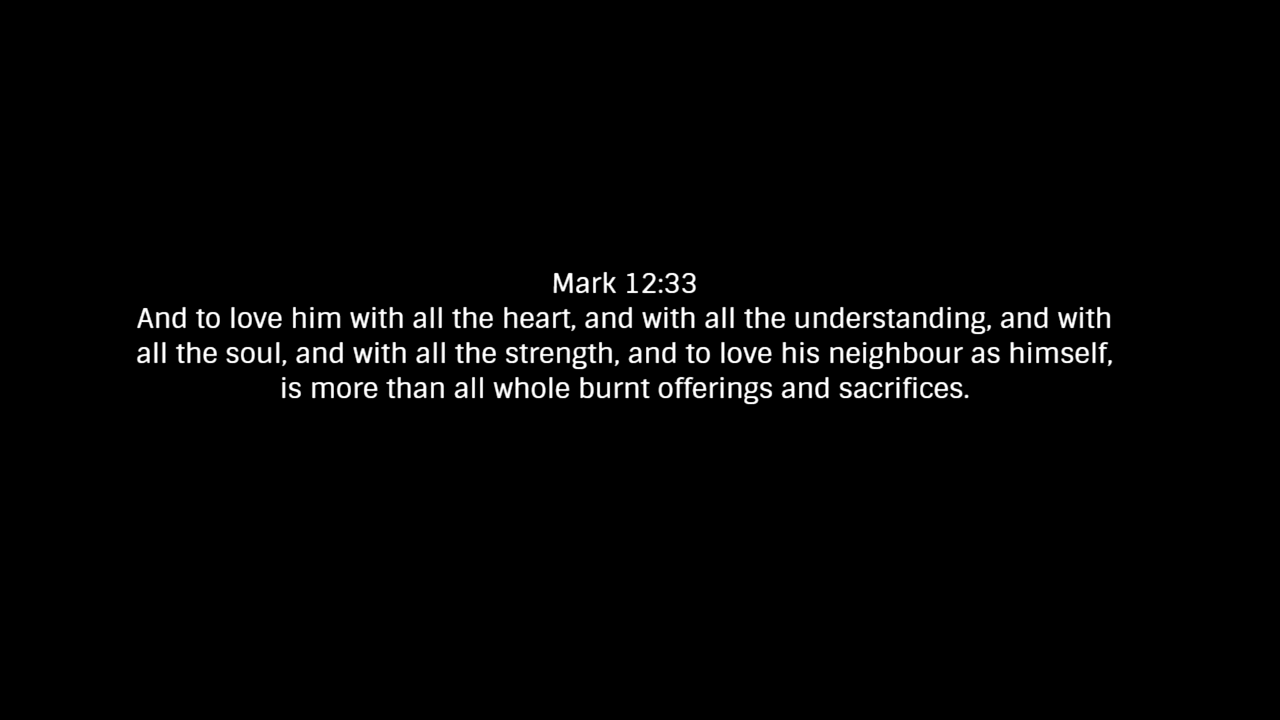 Mark 12:33
And to love him with all the heart, and with all the understanding, and with
all the soul, and with all the strength, and to love his neighbour as himself,
is more than all whole burnt offerings and sacrifices.